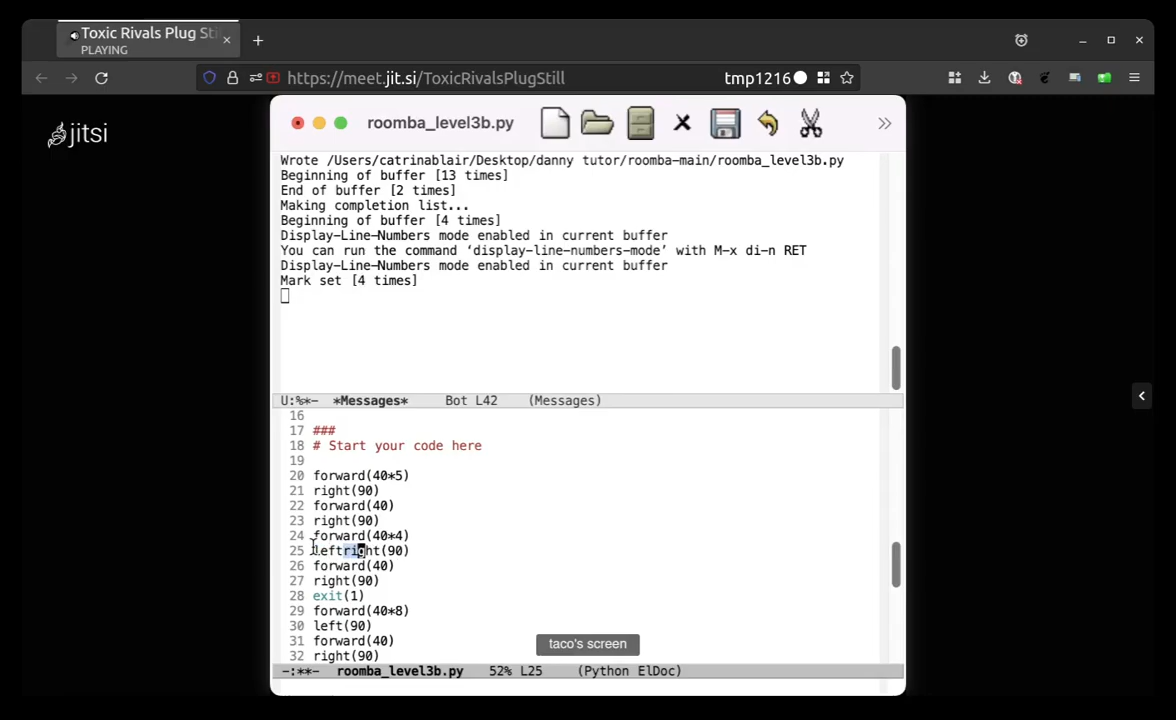 Toxic Rivals Plug Sti
PLAYING
https://meet.jit.si/ToxicRivalsPlugStill
tmp1216
jitsi
roomba_level3b.py
Wrote /Users/catrinablair/Desktop/danny tutor/roomba-main/roomba_level3b.py
Beginning of buffer [13 times]
End of buffer [2 times]
Making completion list...
Beginning of buffer [4 times]
Display-Line-Numbers mode enabled in current buffer
You can run the command ‘display-line-numbers-mode’ with M-x di-n RET
Display-Line-Numbers mode enabled in current buffer
Mark set [4 times]
U:%*- *Messages* Bot L42 (Messages)
16
17 ###
18 # Start your code here
19
20 forward(40*5)
21 right(90)
22 forward(40)
23 right(90)
24 forward(40*4)
25 leftright(90)
26 forward(40)
27 right(90)
28 exit(1)
29 forward(40*8)
30 left(90)
31 forward(40)
32 right(90)
taco's screen
-:**- roomba_level3b.py 52% L25 (Python ElDoc)